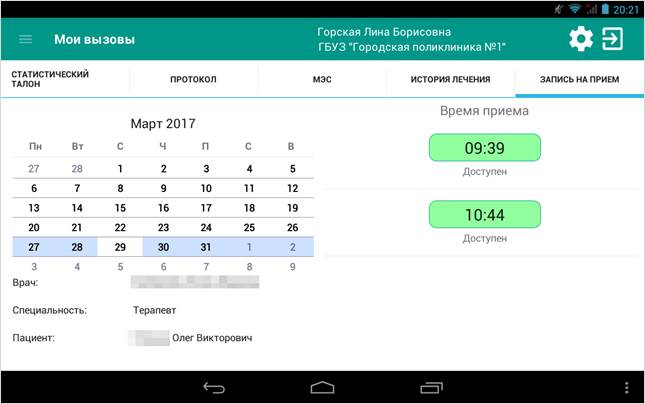 20:21
Мои вызовы
Горская Лина Борисовна
ГБУЗ "Городская поликлиника №1"
СТАТИСТИЧЕСКИЙ
ТАЛОН
ПРОТОКОЛ
МЭС
ИСТОРИЯ ЛЕЧЕНИЯ
ЗАПИСЬ НА ПРИЕМ
Март 2017
Пн Вт С Ч П С В
27 28 1 2 3 4 5
6 7 8 9 10 11 12
13 14 15 16 17 18 19
20 21 22 23 24 25 26
27 28 29 30 31 1 2
3 4 5 6 7 8 9
Врач:
Специальность: Терапевт
Пациент: Олег Викторович
Время приема
09:39
Доступен
10:44
Доступен